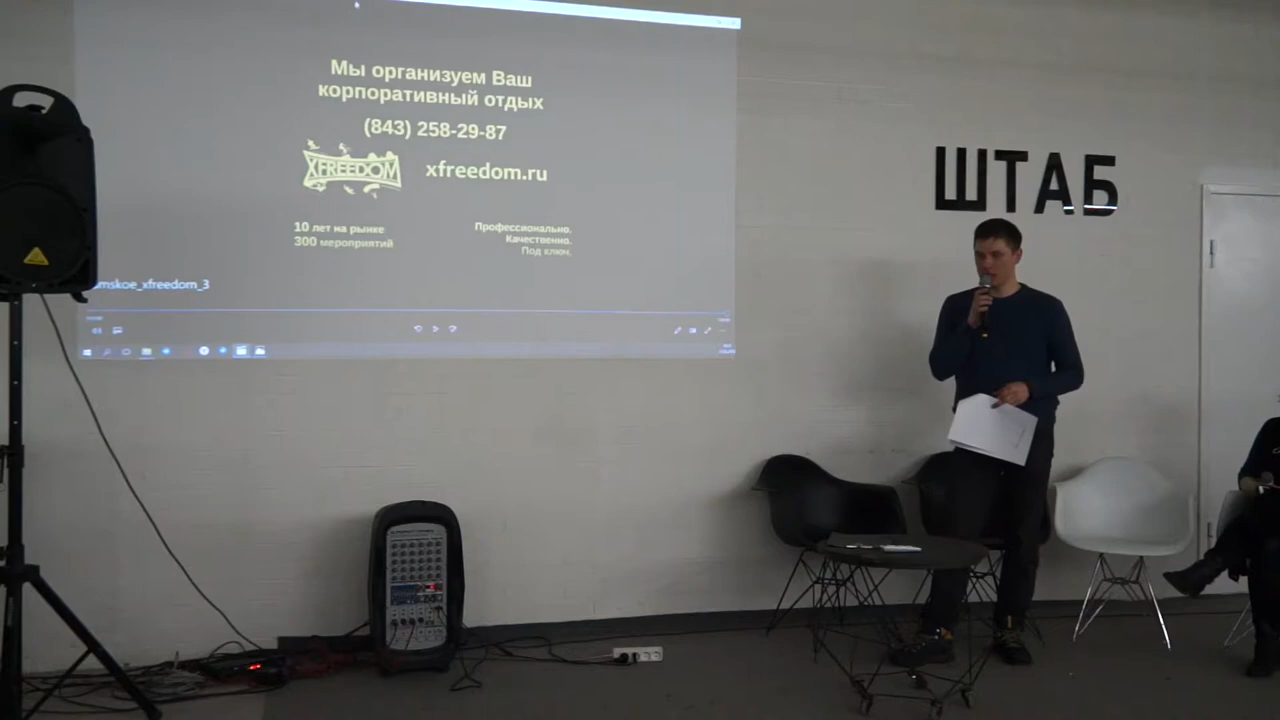 Мы организуем Ваш
корпоративный отдых
(843) 258-29-87
XFREEDOM
xfreedom.ru
10 лет на рынке
300 мероприятий
Профессионально.
Качественно.
Под ключ.
mskoe_xfreedom_3
ШТАБ